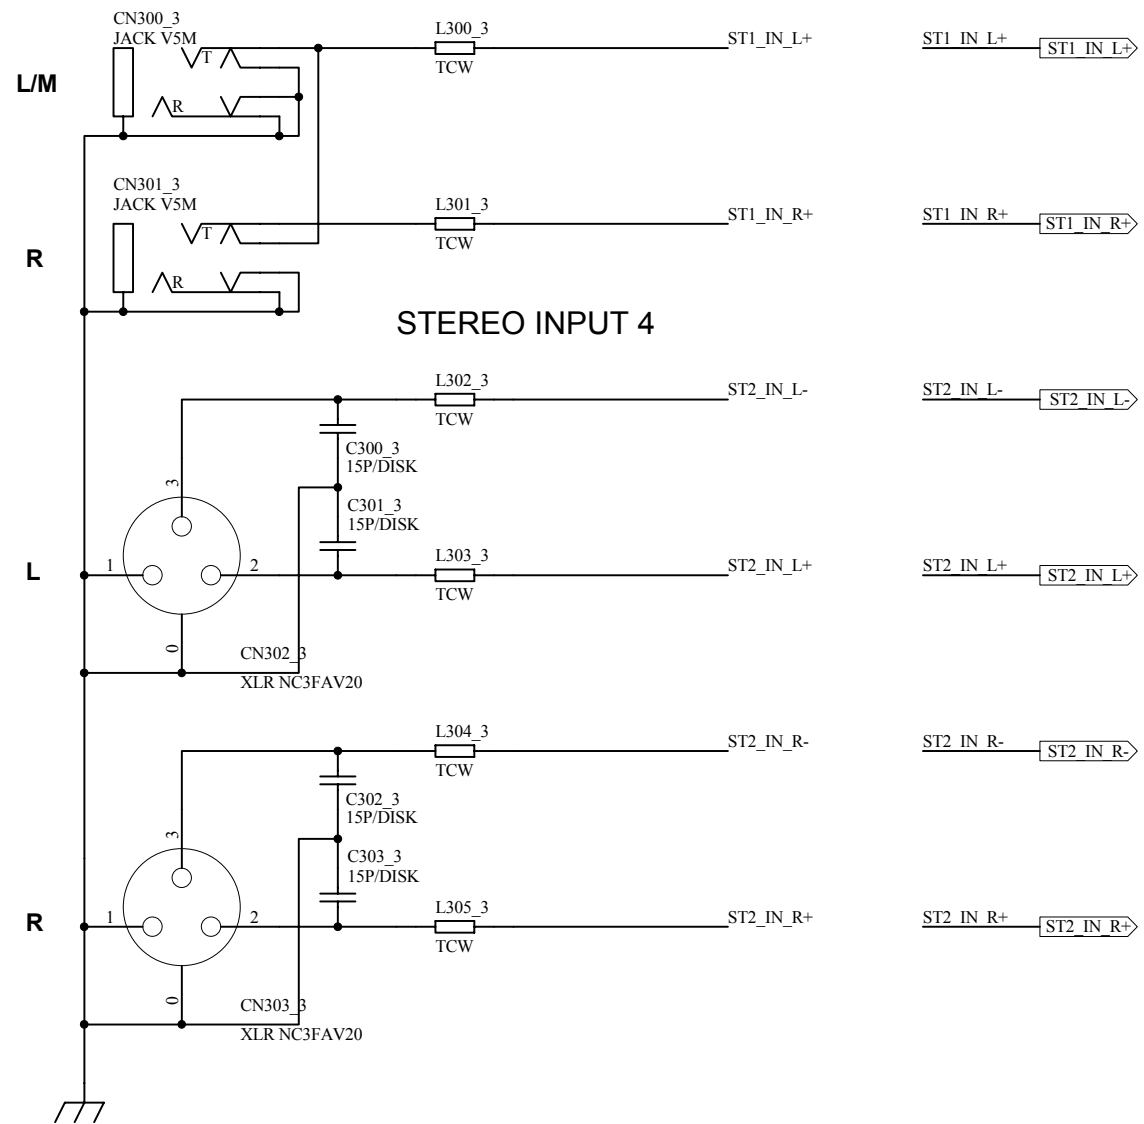 CN300_3
JACK V5M
L/M
T
R
L300_3
TCW
ST1_IN_L+
ST1_IN_L+
ST1_IN_L+
CN301_3
JACK V5M
R
T
R
L301_3
TCW
ST1_IN_R+
ST1_IN_R+
ST1_IN_R+
STEREO INPUT 4
L302_3
TCW
ST2_IN_L-
ST2_IN_L-
ST2_IN_L-
C300_3
15P/DISK
C301_3
15P/DISK
3
L
1
2
0
L303_3
TCW
ST2_IN_L+
ST2_IN_L+
ST2_IN_L+
CN302_3
XLR NC3FAV20
L304_3
TCW
ST2_IN_R-
ST2_IN_R-
ST2_IN_R-
C302_3
15P/DISK
C303_3
15P/DISK
3
R
1
2
0
L305_3
TCW
ST2_IN_R+
ST2_IN_R+
ST2_IN_R+
CN303_3
XLR NC3FAV20